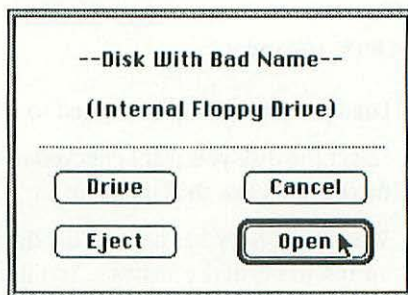 --Disk With Bad Name--
(Internal Floppy Drive)
Drive
Cancel
Eject
Open